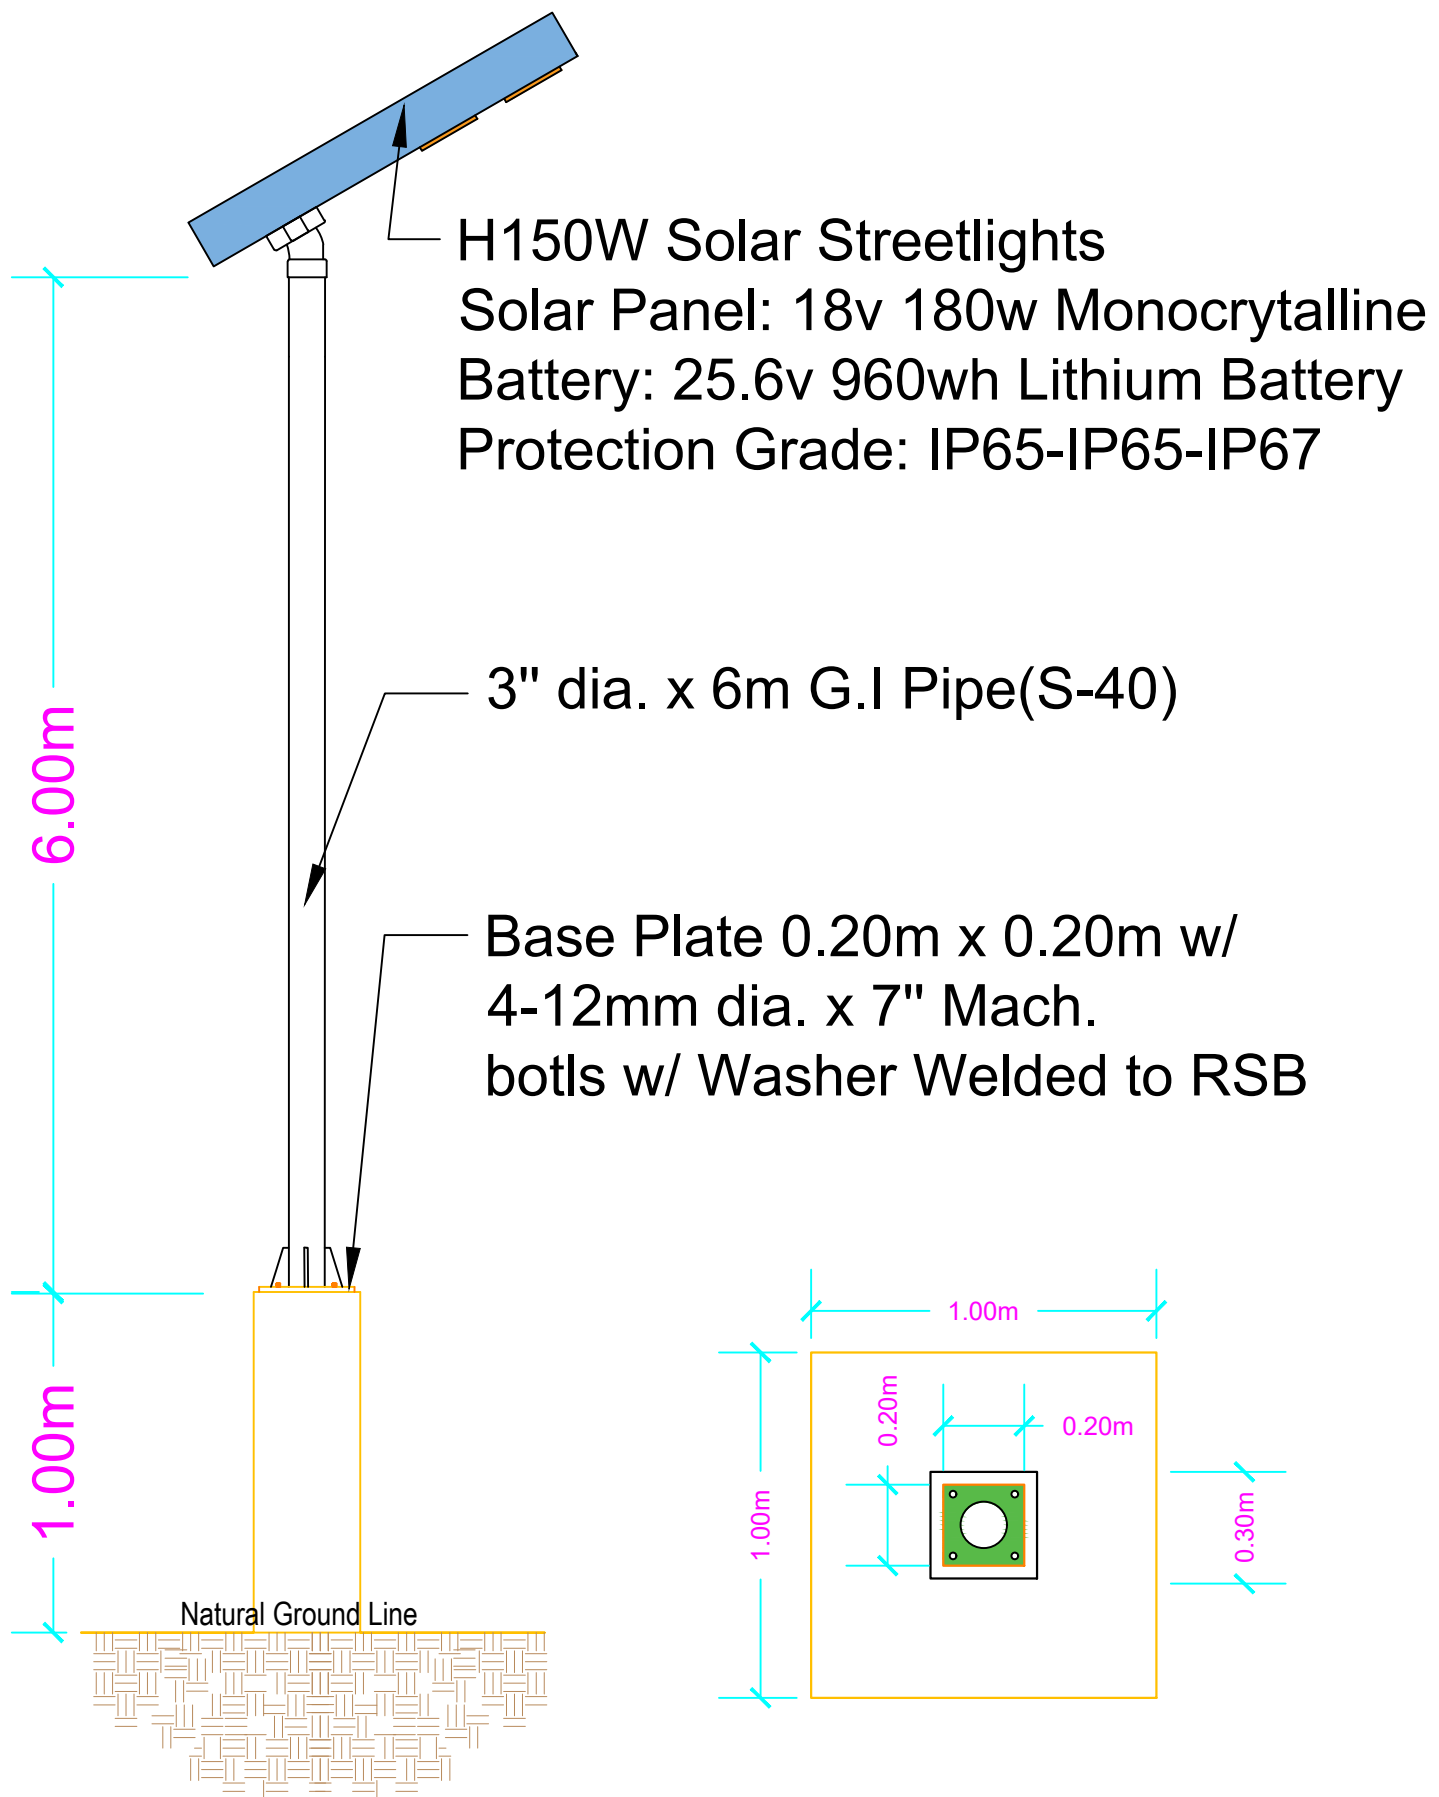 H150W Solar Streetlights
Solar Panel: 18v 180w Monocrytalline
Battery: 25.6v 960wh Lithium Battery
Protection Grade: IP65-IP65-IP67
6.00m
3" dia. x 6m G.I Pipe(S-40)
Base Plate 0.20m x 0.20m w/
4-12mm dia. x 7" Mach.
botls w/ Washer Welded to RSB
1.00m
Natural Ground Line
1.00m
0.20m
0.20m
1.00m
0.30m